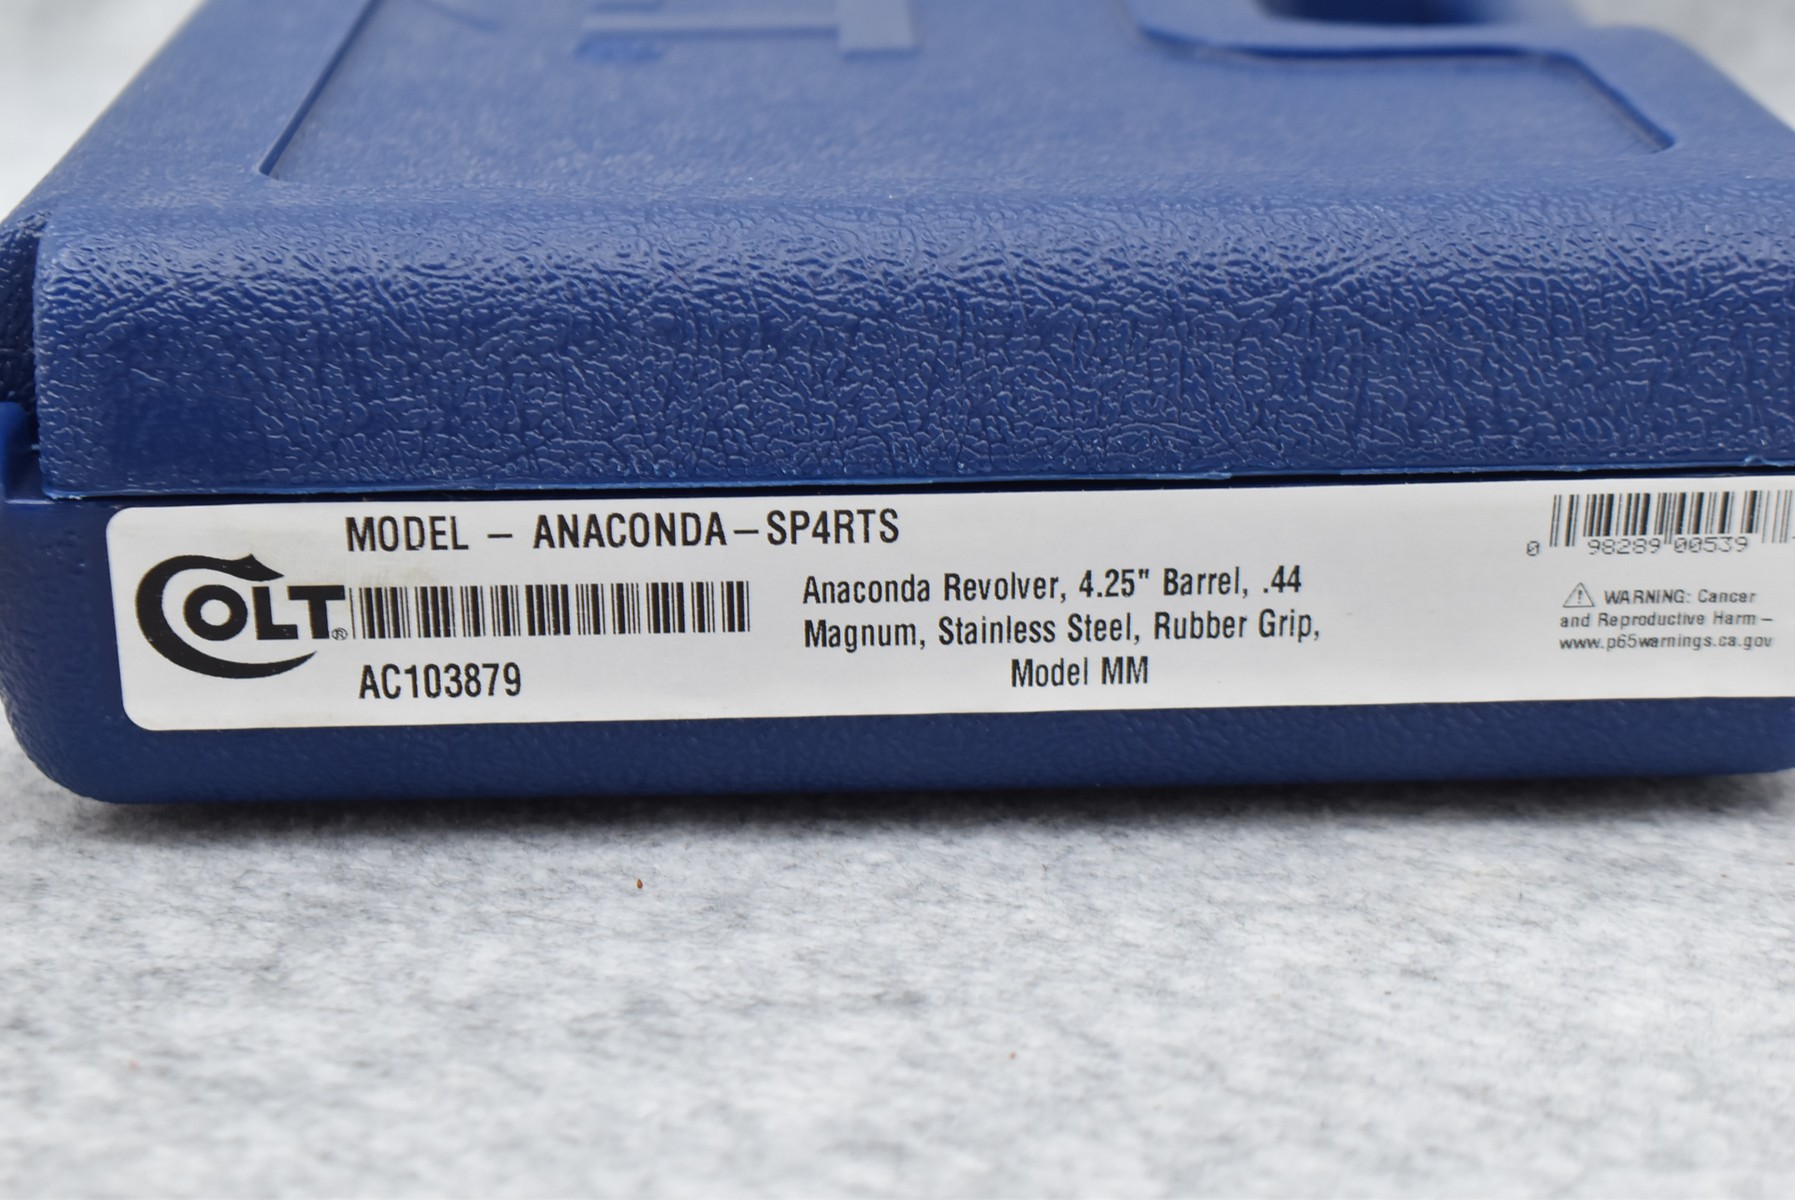 MODEL – ANACONDA–SP4RTS
COLT®
AC103879
Anaconda Revolver, 4.25" Barrel, .44
Magnum, Stainless Steel, Rubber Grip,
Model MM
0 98289 00539
⚠ WARNING: Cancer
and Reproductive Harm –
www.p65warnings.ca.gov